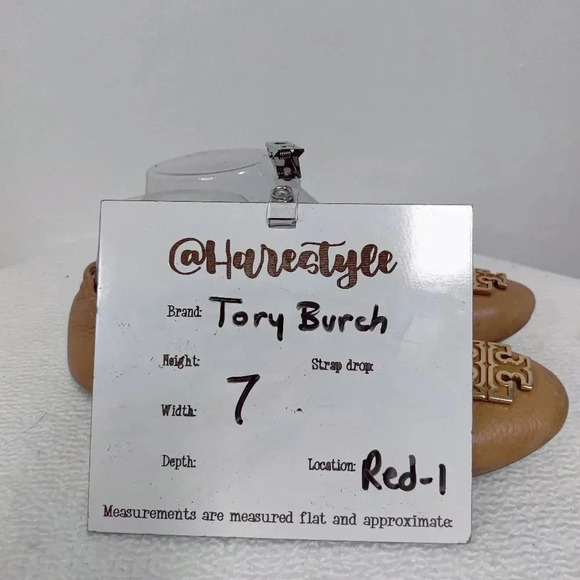 @Harestyle
Brand: Tory Burch
Height: Strap drop:
7
Width:
Depth: Location: Red-1
Measurements are measured flat and approximate.